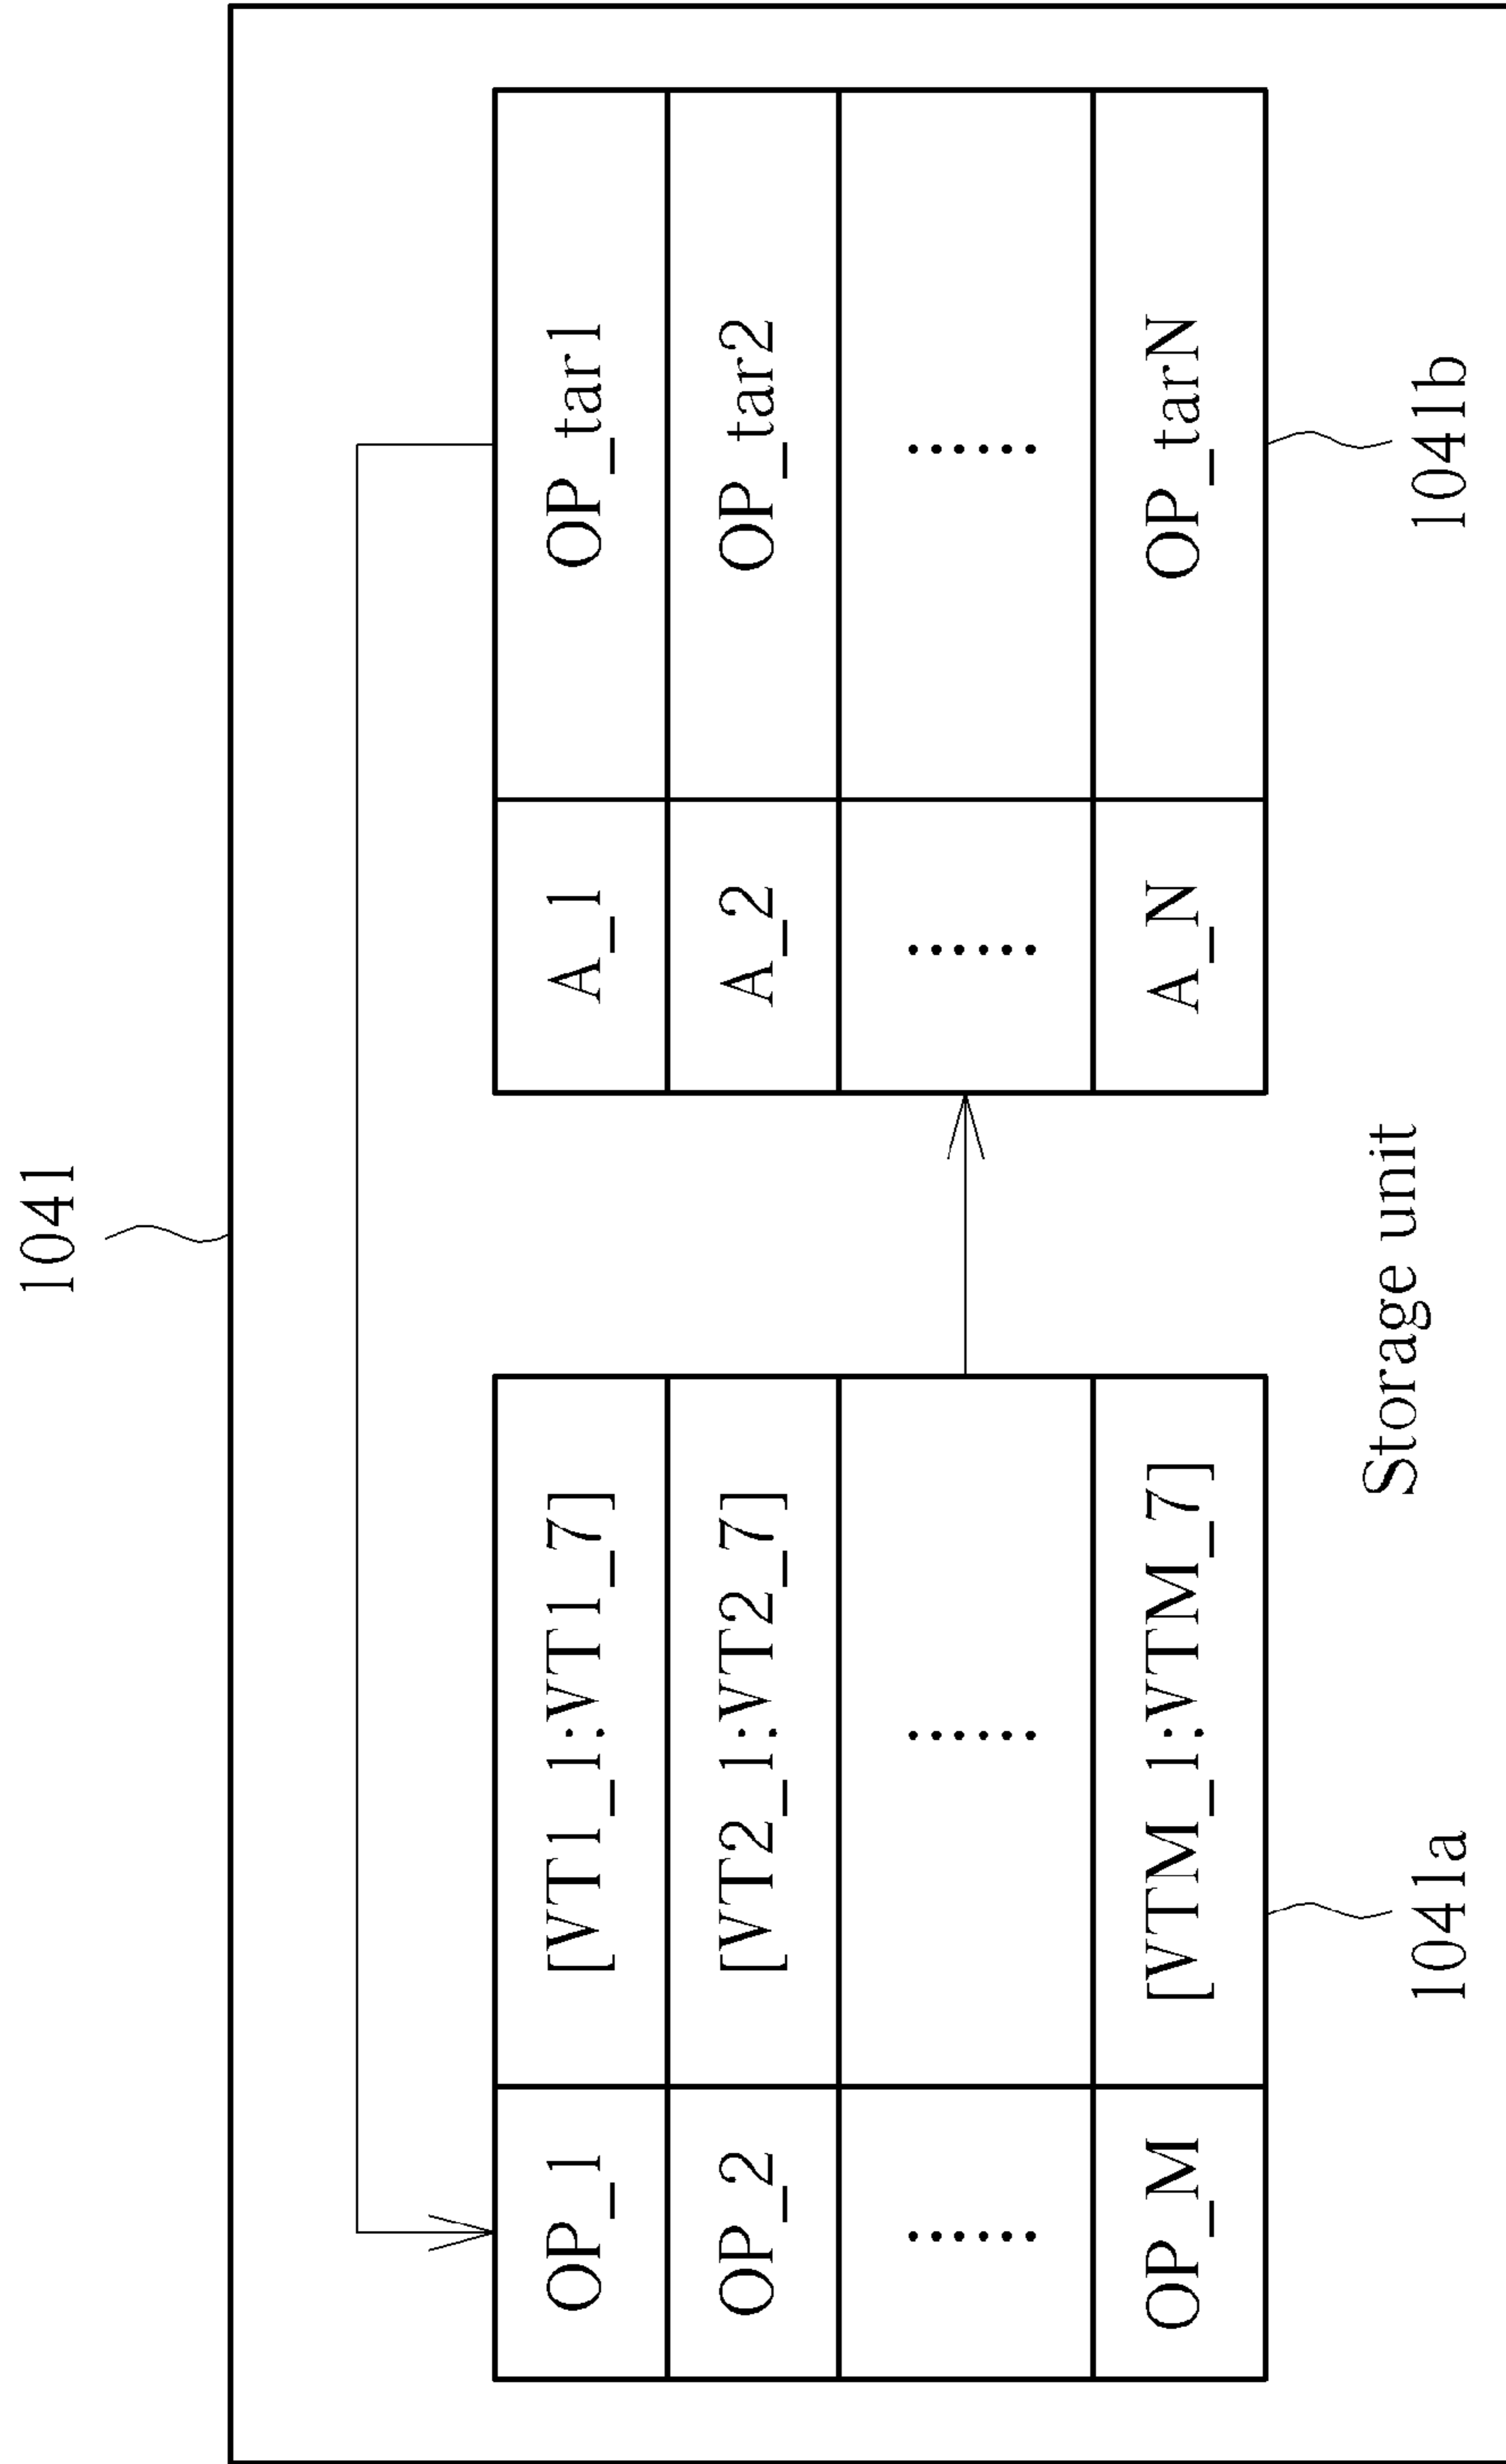 1041
OP_1 [VT1_1:VT1_7] A_1 OP_tar1
OP_2 [VT2_1:VT2_7] A_2 OP_tar2
...... ...... ...... ......
OP_M [VTM_1:VTM_7] A_N OP_tarN
Storage unit
1041a 1041b